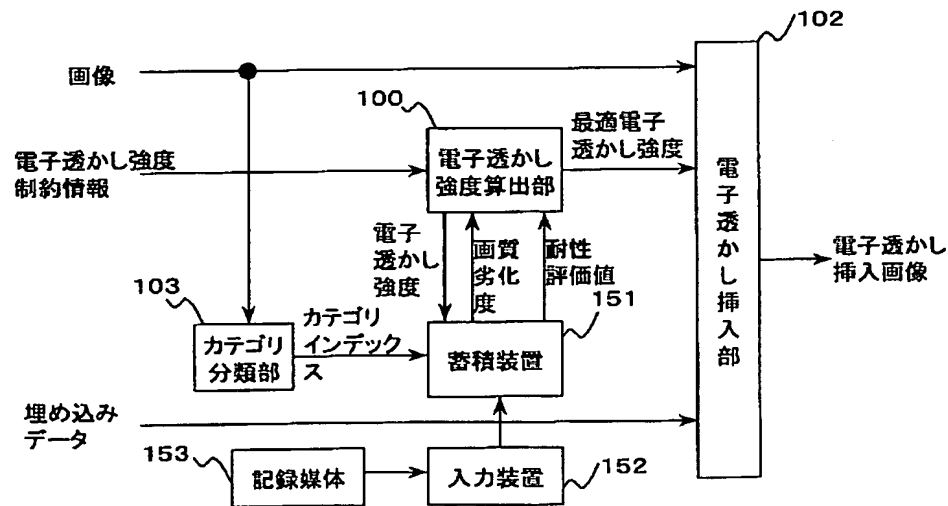 102
画像
100
最適電子
透かし強度
電子透かし強度
制約情報
電子透かし
強度算出部
電子透かし挿入部
電子
透かし
強度
画質
劣化
度
耐性
評価値
電子透かし
挿入画像
103
151
カテゴリ
インデック
ス
カテゴリ
分類部
蓄積装置
埋め込み
データ
153
記録媒体
入力装置
152